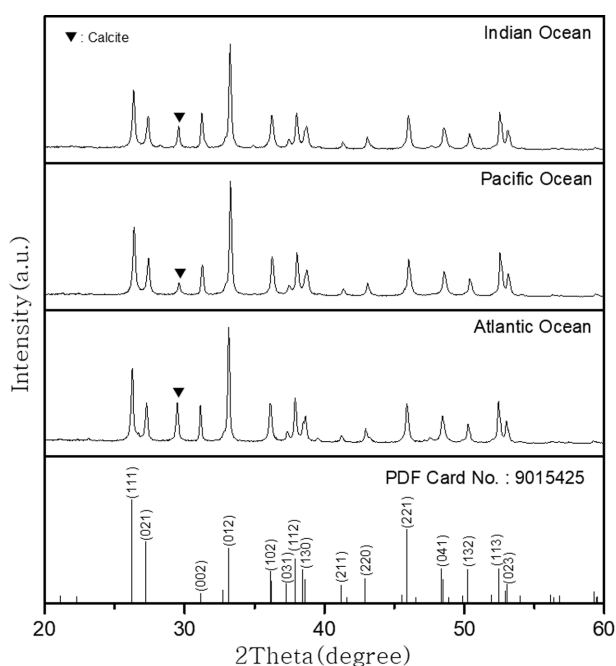 ▼ : Calcite
Indian Ocean
Pacific Ocean
Atlantic Ocean
PDF Card No. : 9015425
(111)
(021)
(002)
(012)
(102)
(031)
(112)
(130)
(211)
(220)
(221)
(041)
(132)
(113)
(023)
20
30
40
50
60
2Theta(degree)
Intensity(a.u.)